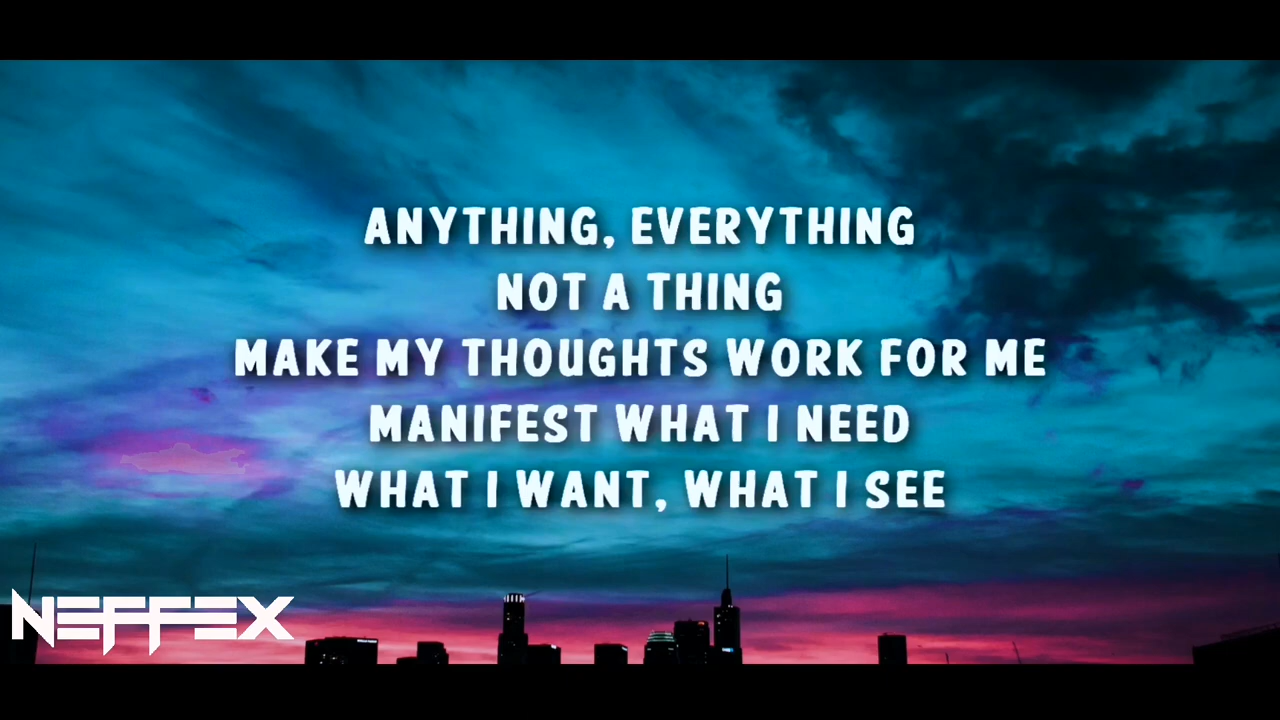 ANYTHING, EVERYTHING
NOT A THING
MAKE MY THOUGHTS WORK FOR ME
MANIFEST WHAT I NEED
WHAT I WANT, WHAT I SEE
NEFFEX